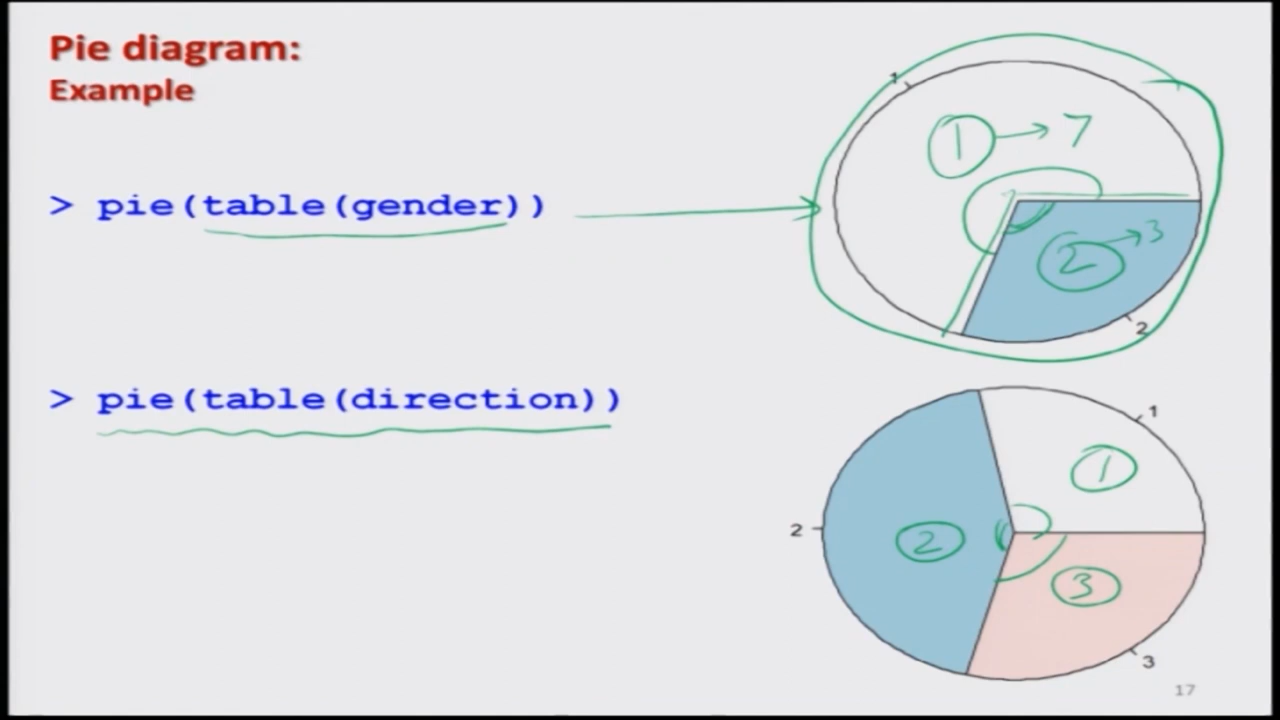 Pie diagram:
Example
> pie(table(gender))
1
1 → 7
2 → 3
2
> pie(table(direction))
1
1
2
2
3
3
17